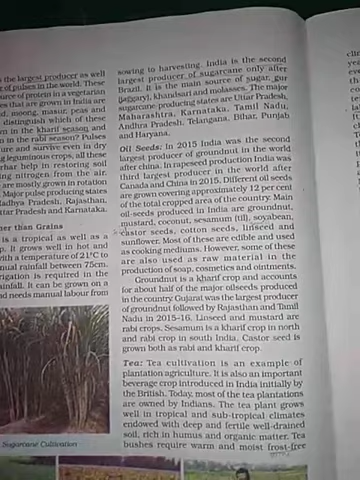 the largest producer as well
of pulses in the world. These
source of protein in a vegetarian
es that are grown in India are
moong, masur, peas and
distinguish which of these
in the kharif season and
in the rabi season? Pulses
ure and survive even in dry
leguminous crops, all these
arhar help in restoring soil
nitrogen from the air.
are mostly grown in rotation
Major pulse producing states
Madhya Pradesh, Rajasthan,
Uttar Pradesh and Karnataka.
her than Grains
is a tropical as well as a
p. It grows well in hot and
with a temperature of 21°C to
nual rainfall between 75cm.
rrigation is required in the
ainfall. It can be grown on a
nd needs manual labour from
Sugarcane Cultivation
sowing to harvesting. India is the second
largest producer of sugarcane only after
Brazil. It is the main source of sugar, gur
(jaggary), khandsari and molasses. The major
sugarcane-producing states are Uttar Pradesh,
Maharashtra, Karnataka, Tamil Nadu,
Andhra Pradesh, Telangana, Bihar, Punjab
and Haryana.
Oil Seeds: In 2015 India was the second
largest producer of groundnut in the world
after china. In rapeseed production India was
third largest producer in the world after
Canada and China in 2015. Different oil seeds
are grown covering approximately 12 per cent
of the total cropped area of the country. Main
oil-seeds produced in India are groundnut,
mustard, coconut, sesamum (til), soyabean,
castor seeds, cotton seeds, linseed and
sunflower. Most of these are edible and used
as cooking mediums. However, some of these
are also used as raw material in the
production of soap, cosmetics and ointments.
Groundnut is a kharif crop and accounts
for about half of the major oilseeds produced
in the country Gujarat was the largest producer
of groundnut followed by Rajasthan and Tamil
Nadu in 2015–16. Linseed and mustard are
rabi crops. Sesamum is a kharif crop in north
and rabi crop in south India. Castor seed is
grown both as rabi and kharif crop.
Tea: Tea cultivation is an example of
plantation agriculture. It is also an important
beverage crop introduced in India initially by
the British. Today, most of the tea plantations
are owned by Indians. The tea plant grows
well in tropical and sub-tropical climates
endowed with deep and fertile well-drained
soil, rich in humus and organic matter. Tea
bushes require warm and moist frost-free